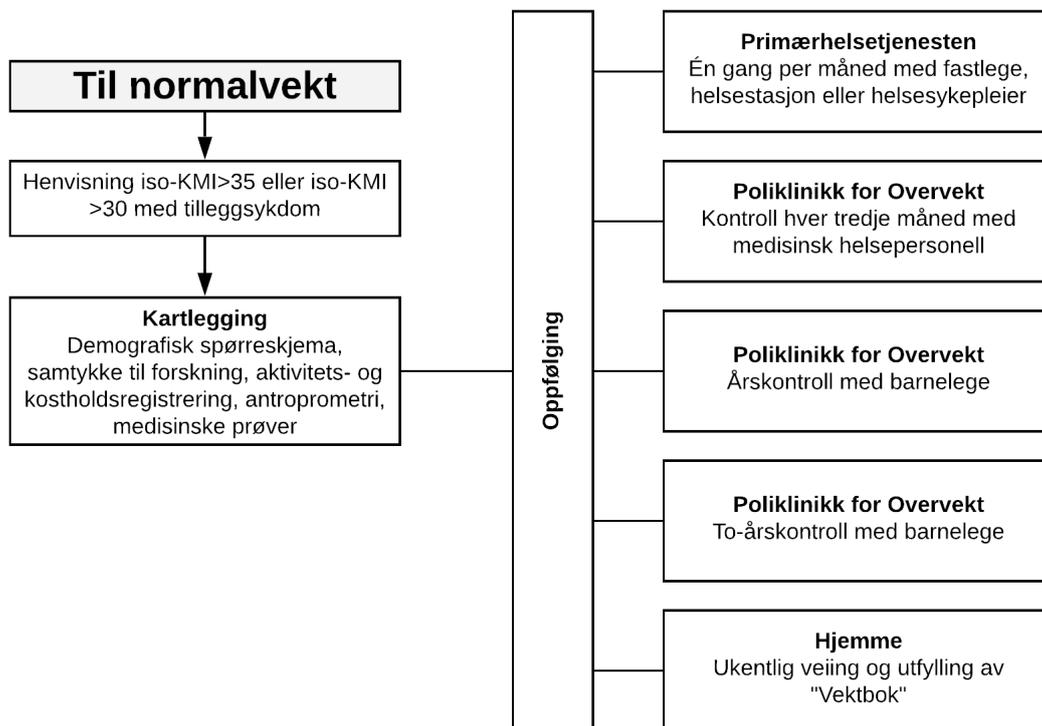 Til normalvekt
Henvisning iso-KMI>35 eller iso-KMI
>30 med tilleggsykdom
Kartlegging
Demografisk spørreskjema,
samtykke til forskning, aktivitets- og
kostholdsregistrering, antroprometri,
medisinske prøver
Oppfølging
Primærhelsetjenesten
Én gang per måned med fastlege,
helsestasjon eller helsesykepleier
Poliklinikk for Overvekt
Kontroll hver tredje måned med
medisinsk helsepersonell
Poliklinikk for Overvekt
Årskontroll med barnelege
Poliklinikk for Overvekt
To-årskontroll med barnelege
Hjemme
Ukentlig veiing og utfylling av
"Vektbok"